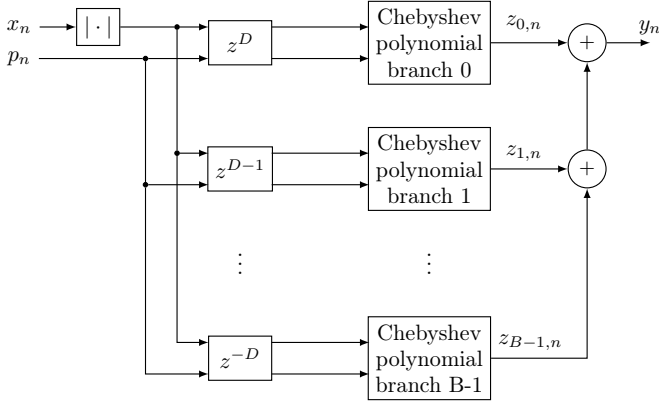 x_n |·| z^D Chebyshev polynomial branch 0 z_{0,n} + y_n
p_n
z^{D−1} Chebyshev polynomial branch 1 z_{1,n} +
⋮ ⋮
z^{−D} Chebyshev polynomial branch B-1 z_{B−1,n}